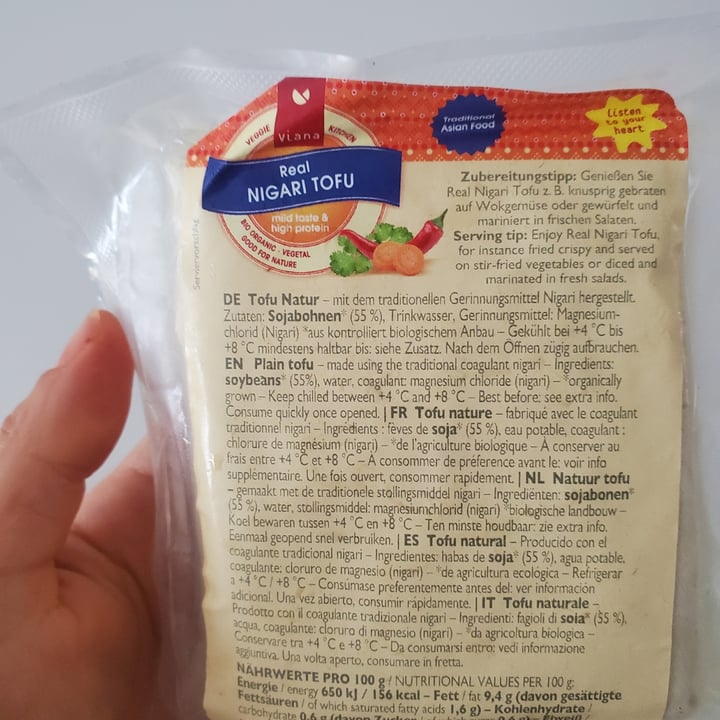 VEGGIE KITCHEN
Viana
Real
NIGARI TOFU
mild taste &
high protein
BIO ORGANIC - VEGETAL
GOOD FOR NATURE
Traditional
Asian Food
Listen
to your
heart
Serviervorschlag
Zubereitungstipp: Genießen Sie
Real Nigari Tofu z. B. knusprig gebraten
auf Wokgemüse oder gewürfelt und
mariniert in frischen Salaten.
Serving tip: Enjoy Real Nigari Tofu,
for instance fried crispy and served
on stir-fried vegetables or diced and
marinated in fresh salads.
DE Tofu Natur – mit dem traditionellen Gerinnungsmittel Nigari hergestellt.
Zutaten: Sojabohnen* (55 %), Trinkwasser, Gerinnungsmittel: Magnesium-
chlorid (Nigari) *aus kontrolliert biologischem Anbau – Gekühlt bei +4 °C bis
+8 °C mindestens haltbar bis: siehe Zusatz. Nach dem Öffnen zügig aufbrauchen.
EN Plain tofu – made using the traditional coagulant nigari – Ingredients:
soybeans* (55%), water, coagulant: magnesium chloride (nigari) – *organically
grown – Keep chilled between +4 °C and +8 °C – Best before: see extra info.
Consume quickly once opened. | FR Tofu nature – fabriqué avec le coagulant
traditionnel nigari – Ingrédients : fèves de soja* (55 %), eau potable, coagulant :
chlorure de magnésium (nigari) – *de l'agriculture biologique – A conserver au
frais entre +4 °C et +8 °C – A consommer de préférence avant le: voir info
supplémentaire. Une fois ouvert, consommer rapidement. | NL Natuur tofu
– gemaakt met de traditionele stollingsmiddel nigari – Ingrediënten: sojabonen*
(55 %), water, stollingsmiddel: magnesiumchlorid (nigari) *biologische landbouw –
Koel bewaren tussen +4 °C en +8 °C – Ten minste houdbaar: zie extra info.
Eenmaal geopend snel verbruiken. | ES Tofu natural – Producido con el
coagulante tradicional nigari – Ingredientes: habas de soja* (55 %), agua potable,
coagulante: cloruro de magnesio (nigari) – *de agricultura ecológica – Refrigerar
a +4 °C / +8 °C – Consúmase preferentemente antes del: ver información
adicional. Una vez abierto, consumir rápidamente. | IT Tofu naturale –
Prodotto con il coagulante tradizionale nigari – Ingredienti: fagioli di soia* (55 %),
acqua, coagulante: cloruro di magnesio (nigari) – *da agricoltura biologica –
Conservare tra +4 °C e +8 °C – Da consumarsi entro: vedi informazione
aggiuntiva. Una volta aperto, consumare in fretta.
NÄHRWERTE PRO 100 g / NUTRITIONAL VALUES PER 100 g:
Energie / energy 650 kJ / 156 kcal – Fett / fat 9,4 g (davon gesättigte
Fettsäuren / of which saturated fatty acids 1,6 g) – Kohlenhydrate /
carbohydrate 0,6 g (davon Zucker